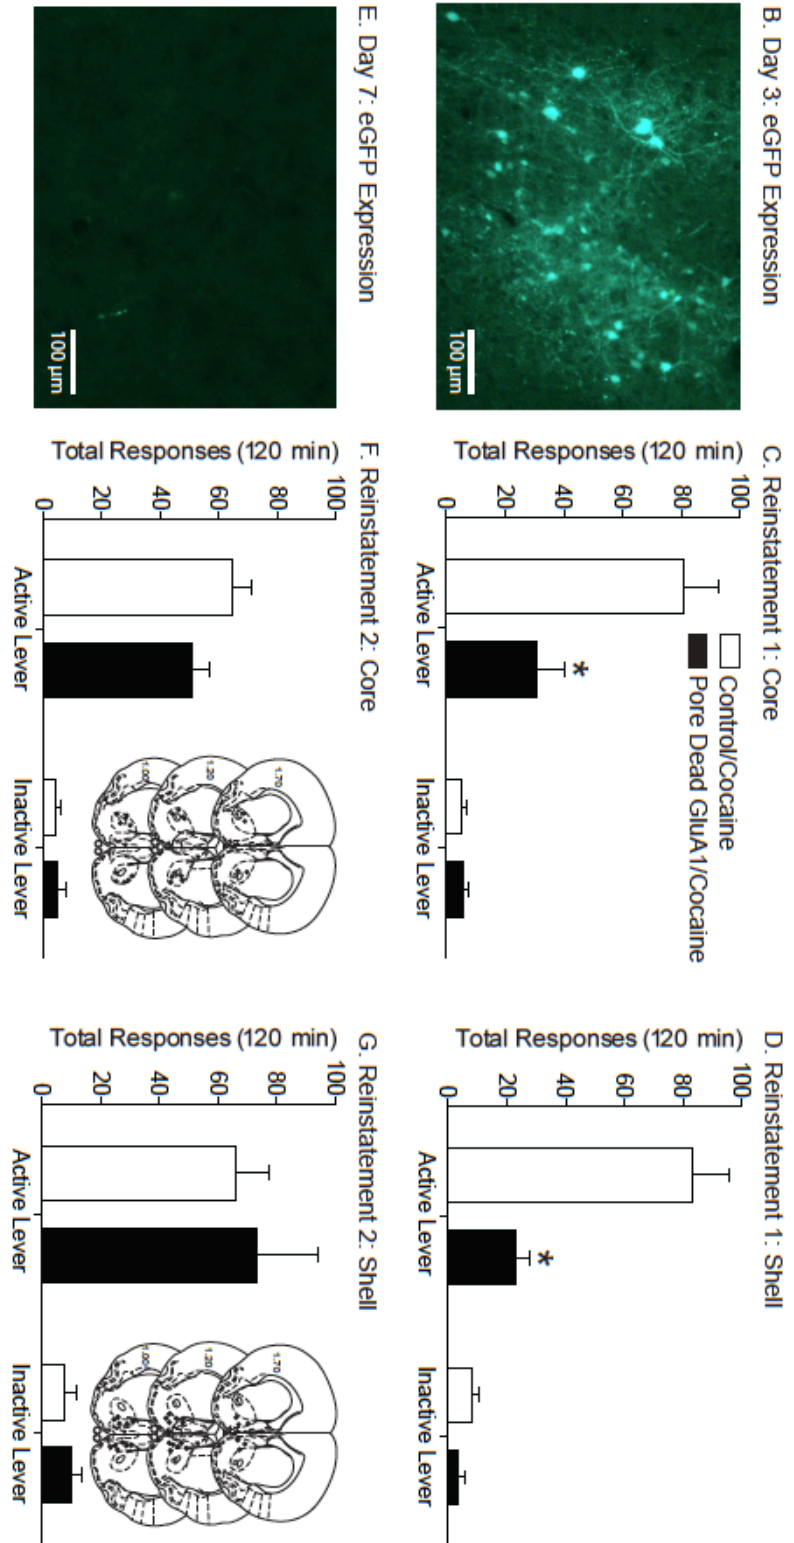 B. Day 3: eGFP Expression
100 µm
C. Reinstatement 1: Core
Total Responses (120 min)
100
80
60
40
20
0
Control/Cocaine
Pore Dead GluA1/Cocaine
*
Active Lever
Inactive Lever
D. Reinstatement 1: Shell
Total Responses (120 min)
100
80
60
40
20
0
*
Active Lever
Inactive Lever
E. Day 7: eGFP Expression
100 µm
F. Reinstatement 2: Core
Total Responses (120 min)
100
80
60
40
20
0
1.70
1.20
1.00
Active Lever
Inactive Lever
G. Reinstatement 2: Shell
Total Responses (120 min)
100
80
60
40
20
0
1.70
1.20
1.00
Active Lever
Inactive Lever